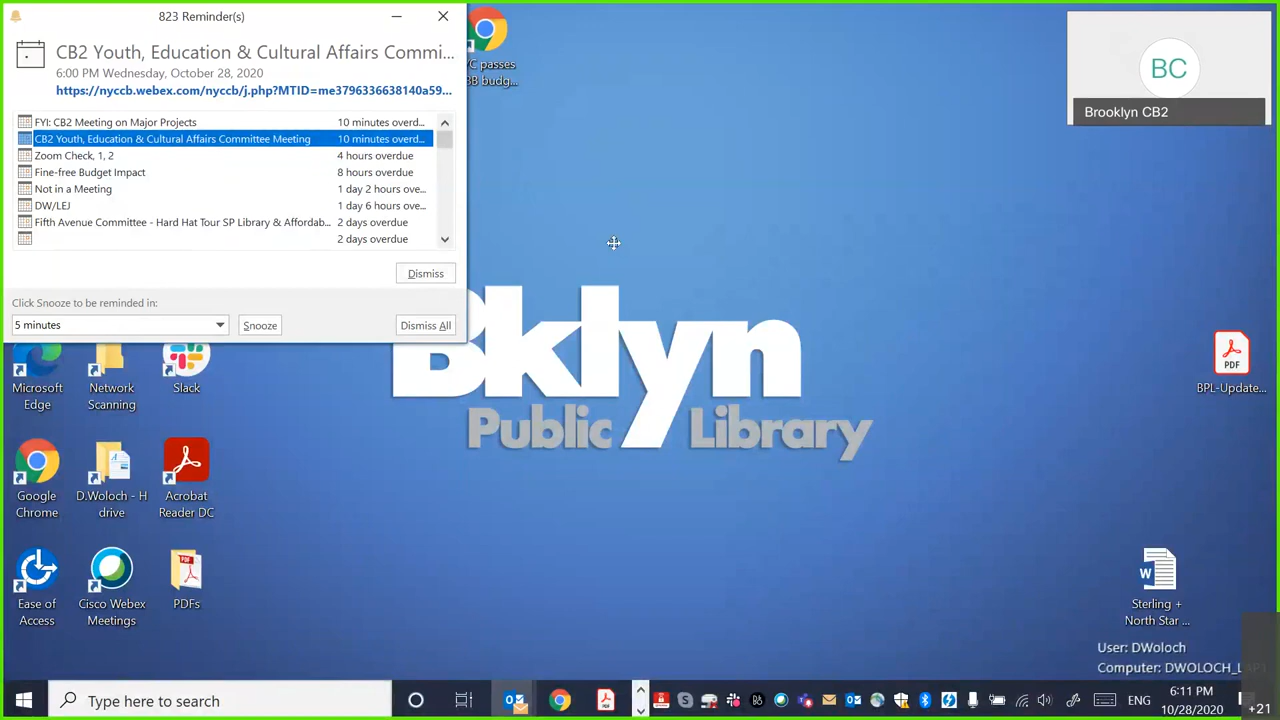 823 Reminder(s)
CB2 Youth, Education & Cultural Affairs Commi...
6:00 PM Wednesday, October 28, 2020
https://nyccb.webex.com/nyccb/j.php?MTID=me3796336638140a59...
FYI: CB2 Meeting on Major Projects 10 minutes overd...
CB2 Youth, Education & Cultural Affairs Committee Meeting 10 minutes overd...
Zoom Check, 1, 2 4 hours overdue
Fine-free Budget Impact 8 hours overdue
Not in a Meeting 1 day 2 hours ove...
DW/LEJ 1 day 6 hours ove...
Fifth Avenue Committee - Hard Hat Tour SP Library & Affordab... 2 days overdue
2 days overdue
Dismiss
Click Snooze to be reminded in:
5 minutes
Snooze
Dismiss All
YC passes
BB budg...
BC
Brooklyn CB2
Bklyn
Public Library
Microsoft
Edge
Network
Scanning
Slack
PDF
BPL-Update...
Google
Chrome
D.Woloch - H
drive
Acrobat
Reader DC
Ease of
Access
Cisco Webex
Meetings
PDF
PDFs
W
Sterling +
North Star ...
User: DWoloch
Computer: DWOLOCH_LAP1
Type here to search
ENG
6:11 PM
10/28/2020
+21